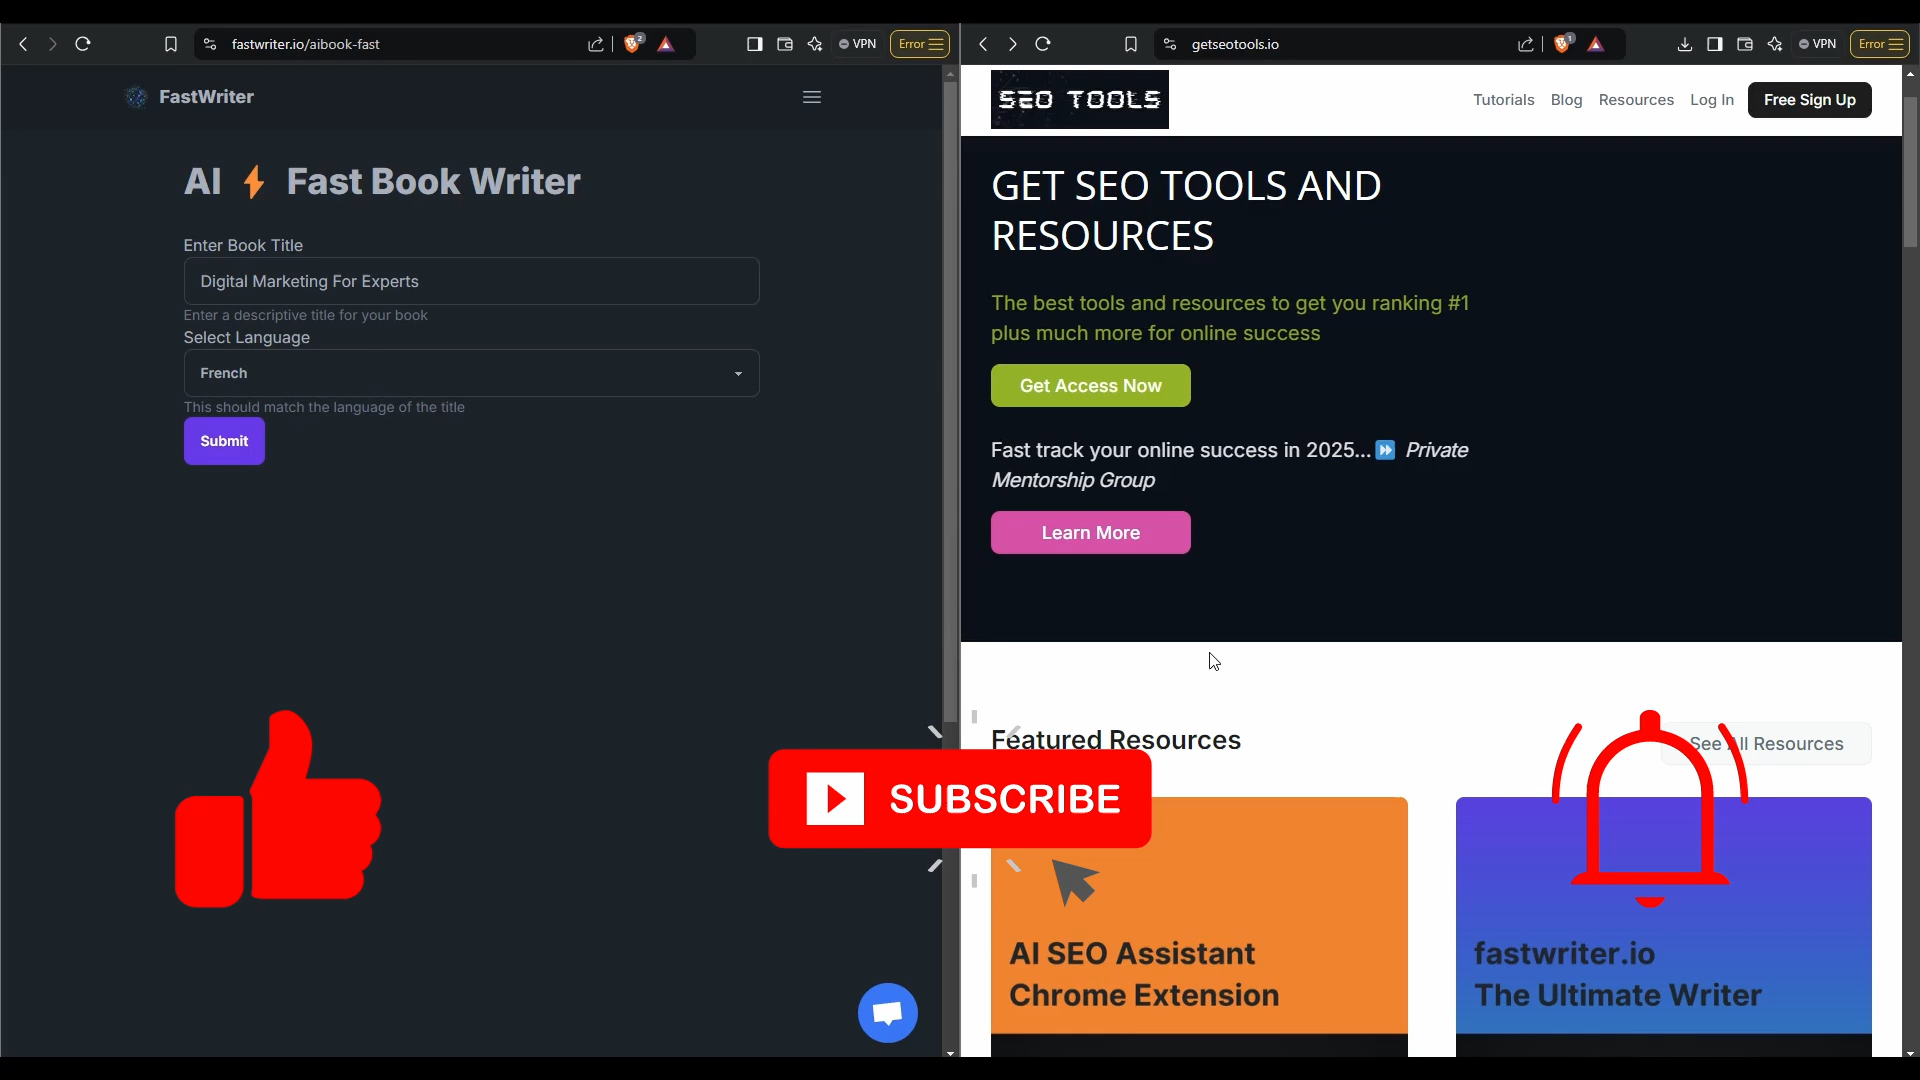 fastwriter.io/aibook-fast
2
VPN
Error
FastWriter
AI ⚡ Fast Book Writer
Enter Book Title
Digital Marketing For Experts
Enter a descriptive title for your book
Select Language
French
This should match the language of the title
Submit
getseotools.io
1
VPN
Error
SEO TOOLS
Tutorials
Blog
Resources
Log In
Free Sign Up
GET SEO TOOLS AND
RESOURCES
The best tools and resources to get you ranking #1
plus much more for online success
Get Access Now
Fast track your online success in 2025...⏩ Private
Mentorship Group
Learn More
Featured Resources
See All Resources
SUBSCRIBE
AI SEO Assistant
Chrome Extension
fastwriter.io
The Ultimate Writer